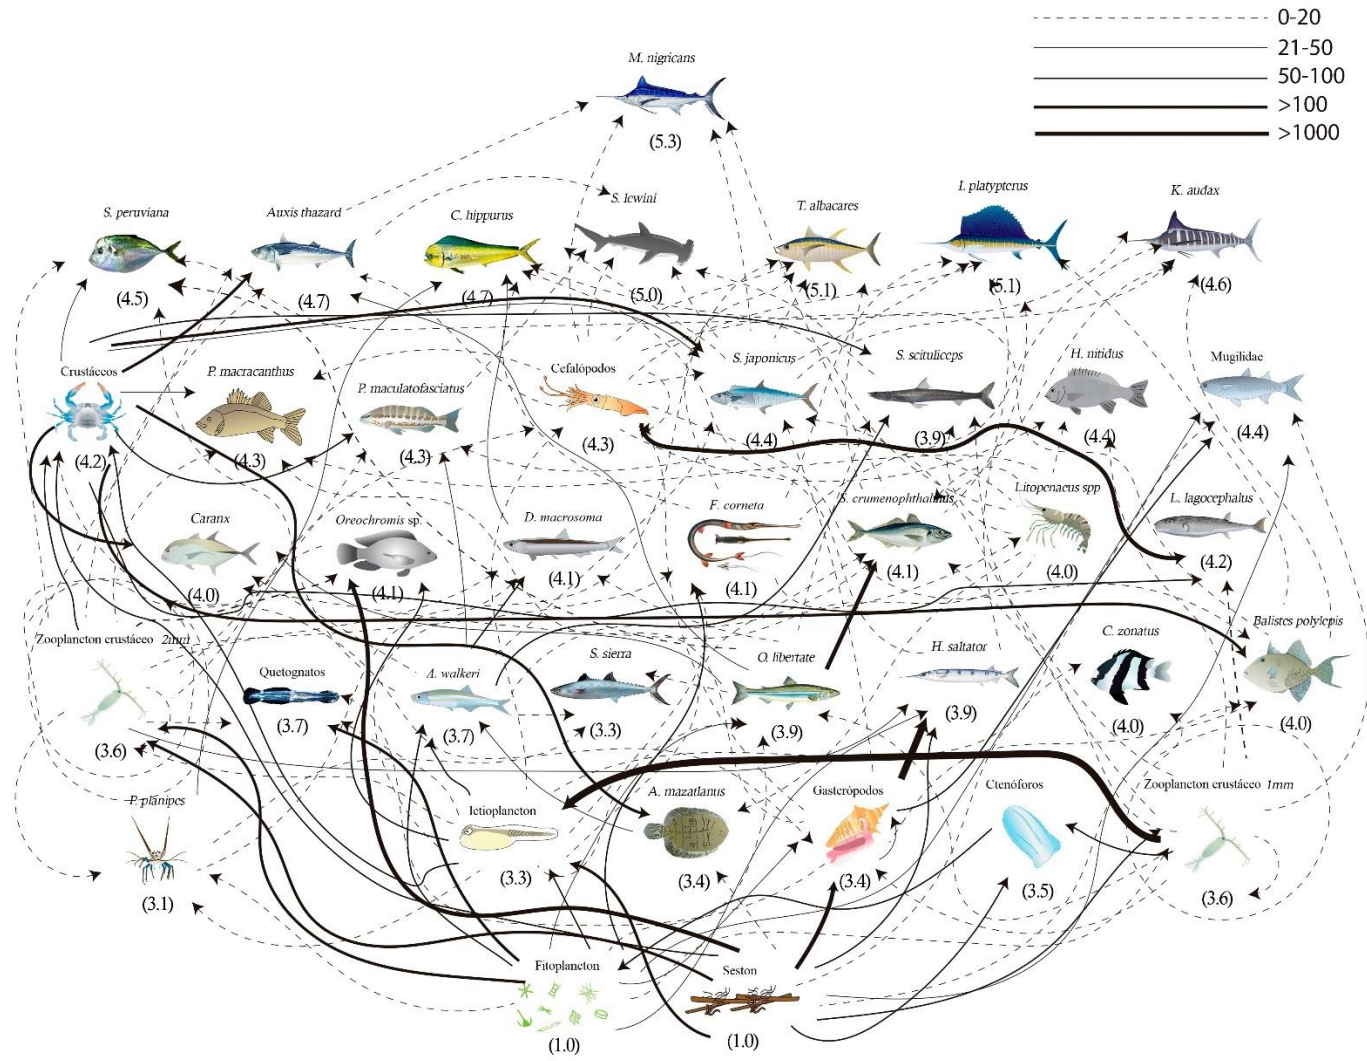 0-20
21-50
50-100
>100
>1000
M. nigricans
(5.3)
S. peruviana
Auxis thazard
C. hippurus
S. lewini
T. albacares
I. platypterus
K. audax
(4.5)
(4.7)
(4.7)
(5.0)
(5.1)
(5.1)
(4.6)
Crustáceos
P. macracanthus
P. maculatofasciatus
Cefalópodos
S. japonicus
S. scituliceps
H. nitidus
Mugilidae
(4.2)
(4.3)
(4.3)
(4.3)
(4.4)
(3.9)
(4.4)
(4.4)
Caranx
Oreochromis sp.
D. macrosoma
F. corneta
S. crumenophthalmus
Litopenaeus spp
L. lagocephalus
(4.0)
(4.1)
(4.1)
(4.1)
(4.1)
(4.0)
(4.2)
Zooplancton crustáceo 2mm
Quetognatos
A. walkeri
S. sierra
O. libertate
H. saltator
C. zonatus
Balistes polylepis
(3.6)
(3.7)
(3.7)
(3.3)
(3.9)
(3.9)
(4.0)
(4.0)
P. planipes
Ictioplancton
A. mazatlanus
Gasterópodos
Ctenóforos
Zooplancton crustáceo 1mm
(3.1)
(3.3)
(3.4)
(3.4)
(3.5)
(3.6)
Fitoplancton
Seston
(1.0)
(1.0)